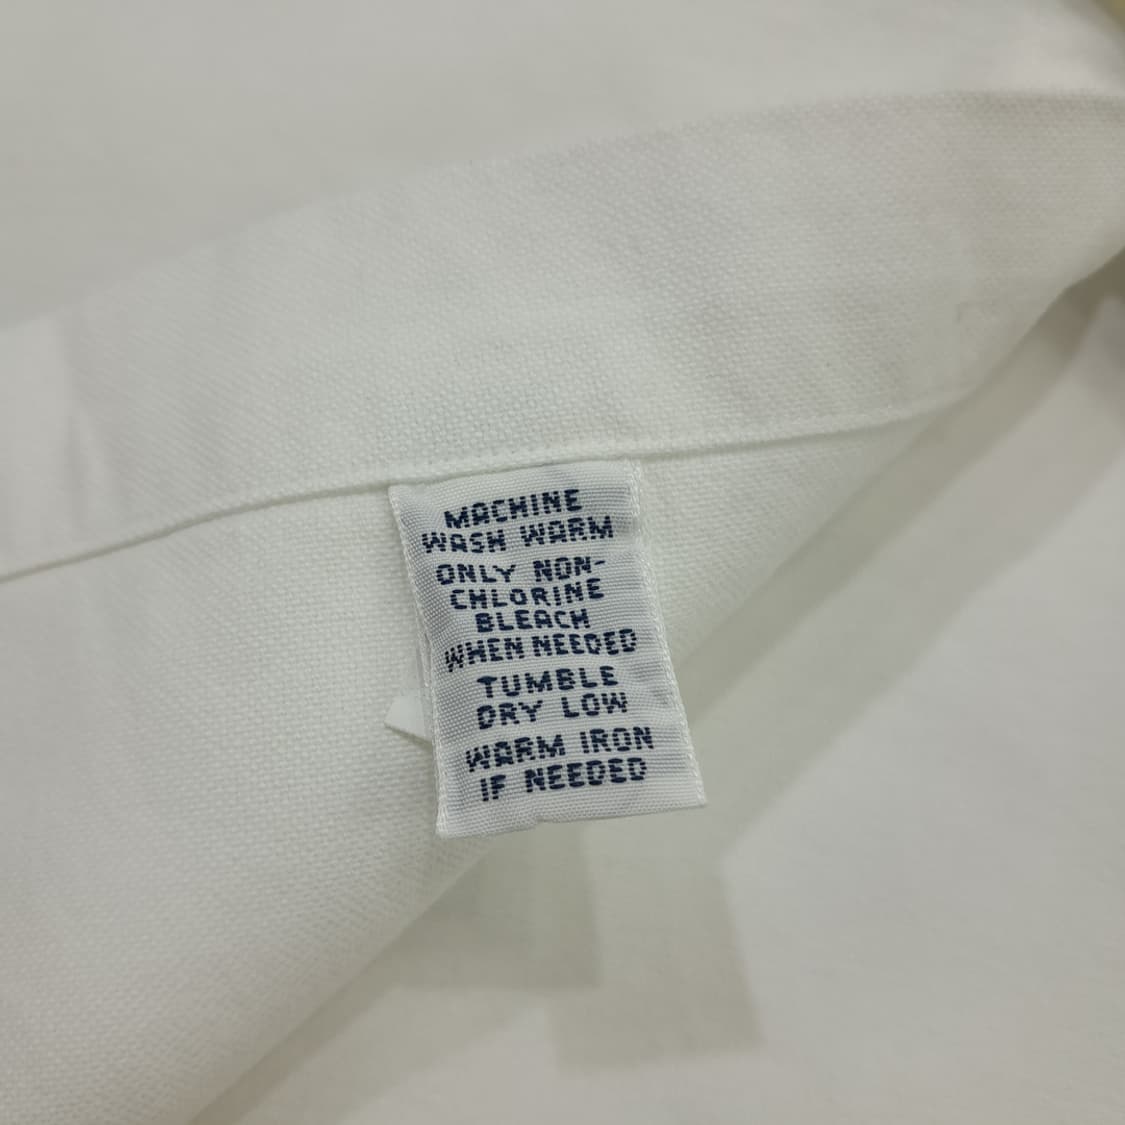 MACHINE
WASH WARM
ONLY NON-
CHLORINE
BLEACH
WHEN NEEDED
TUMBLE
DRY LOW
WARM IRON
IF NEEDED